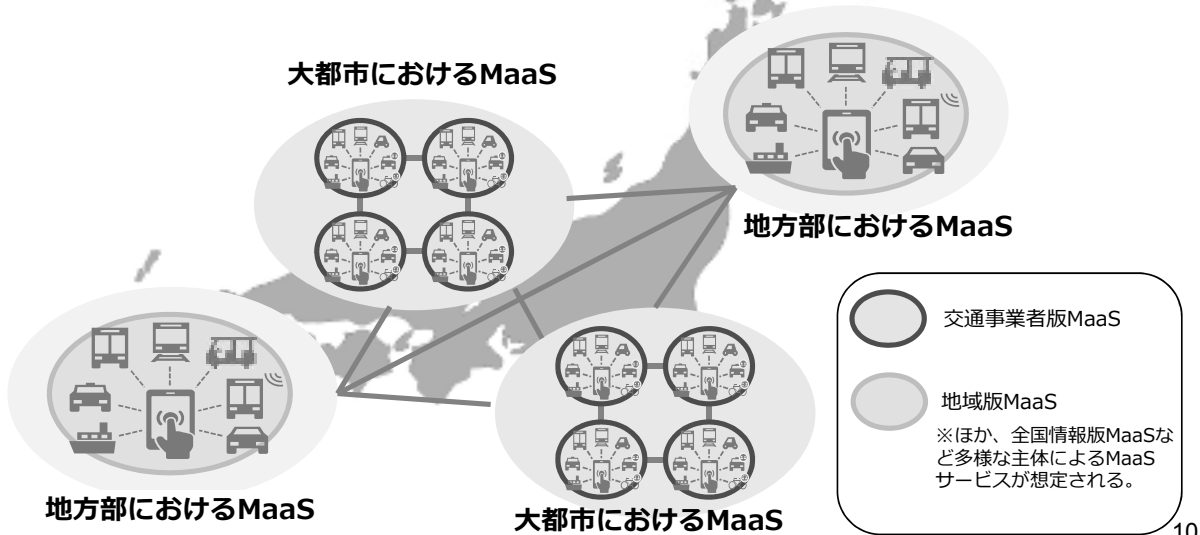 大都市におけるMaaS
地方部におけるMaaS
交通事業者版MaaS
地域版MaaS
※ほか、全国情報版MaaSな
ど多様な主体によるMaaS
サービスが想定される。
地方部におけるMaaS
大都市におけるMaaS
10